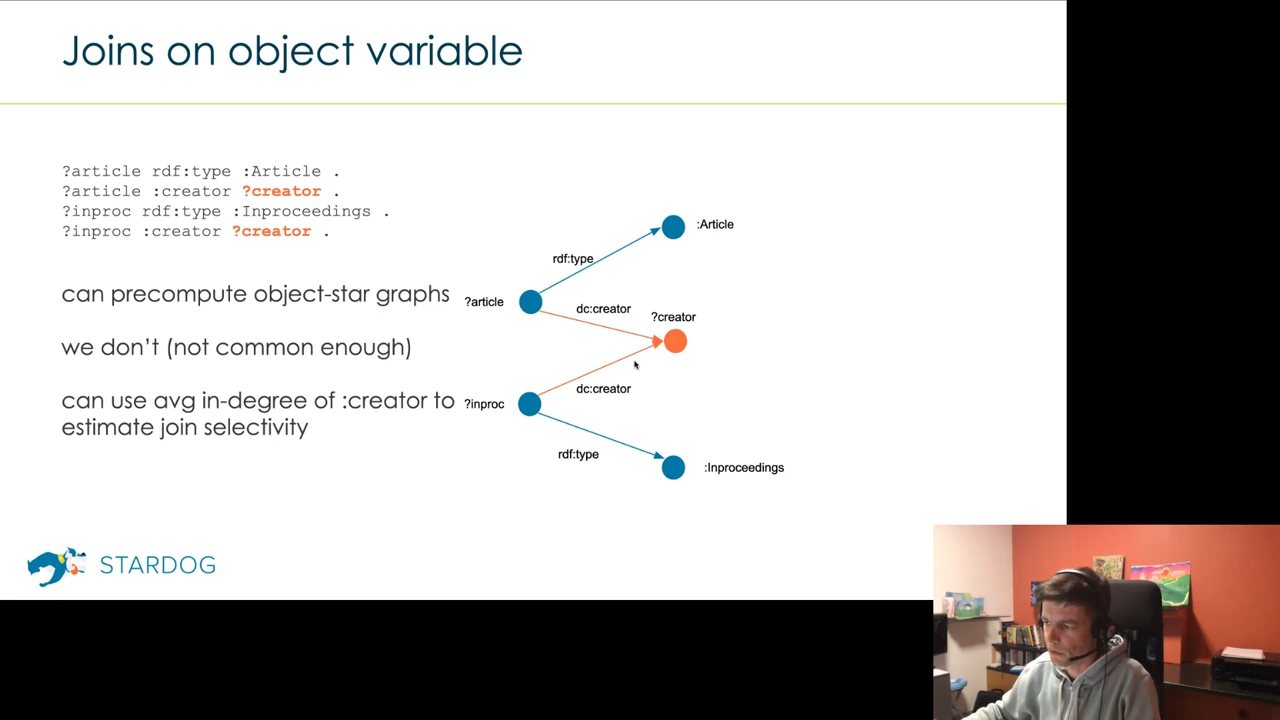 Joins on object variable
?article rdf:type :Article .
?article :creator ?creator .
?inproc rdf:type :Inproceedings .
?inproc :creator ?creator .
can precompute object-star graphs
we don't (not common enough)
can use avg in-degree of :creator to
estimate join selectivity
:Article
rdf:type
?article
dc:creator
?creator
dc:creator
?inproc
rdf:type
:Inproceedings
STARDOG